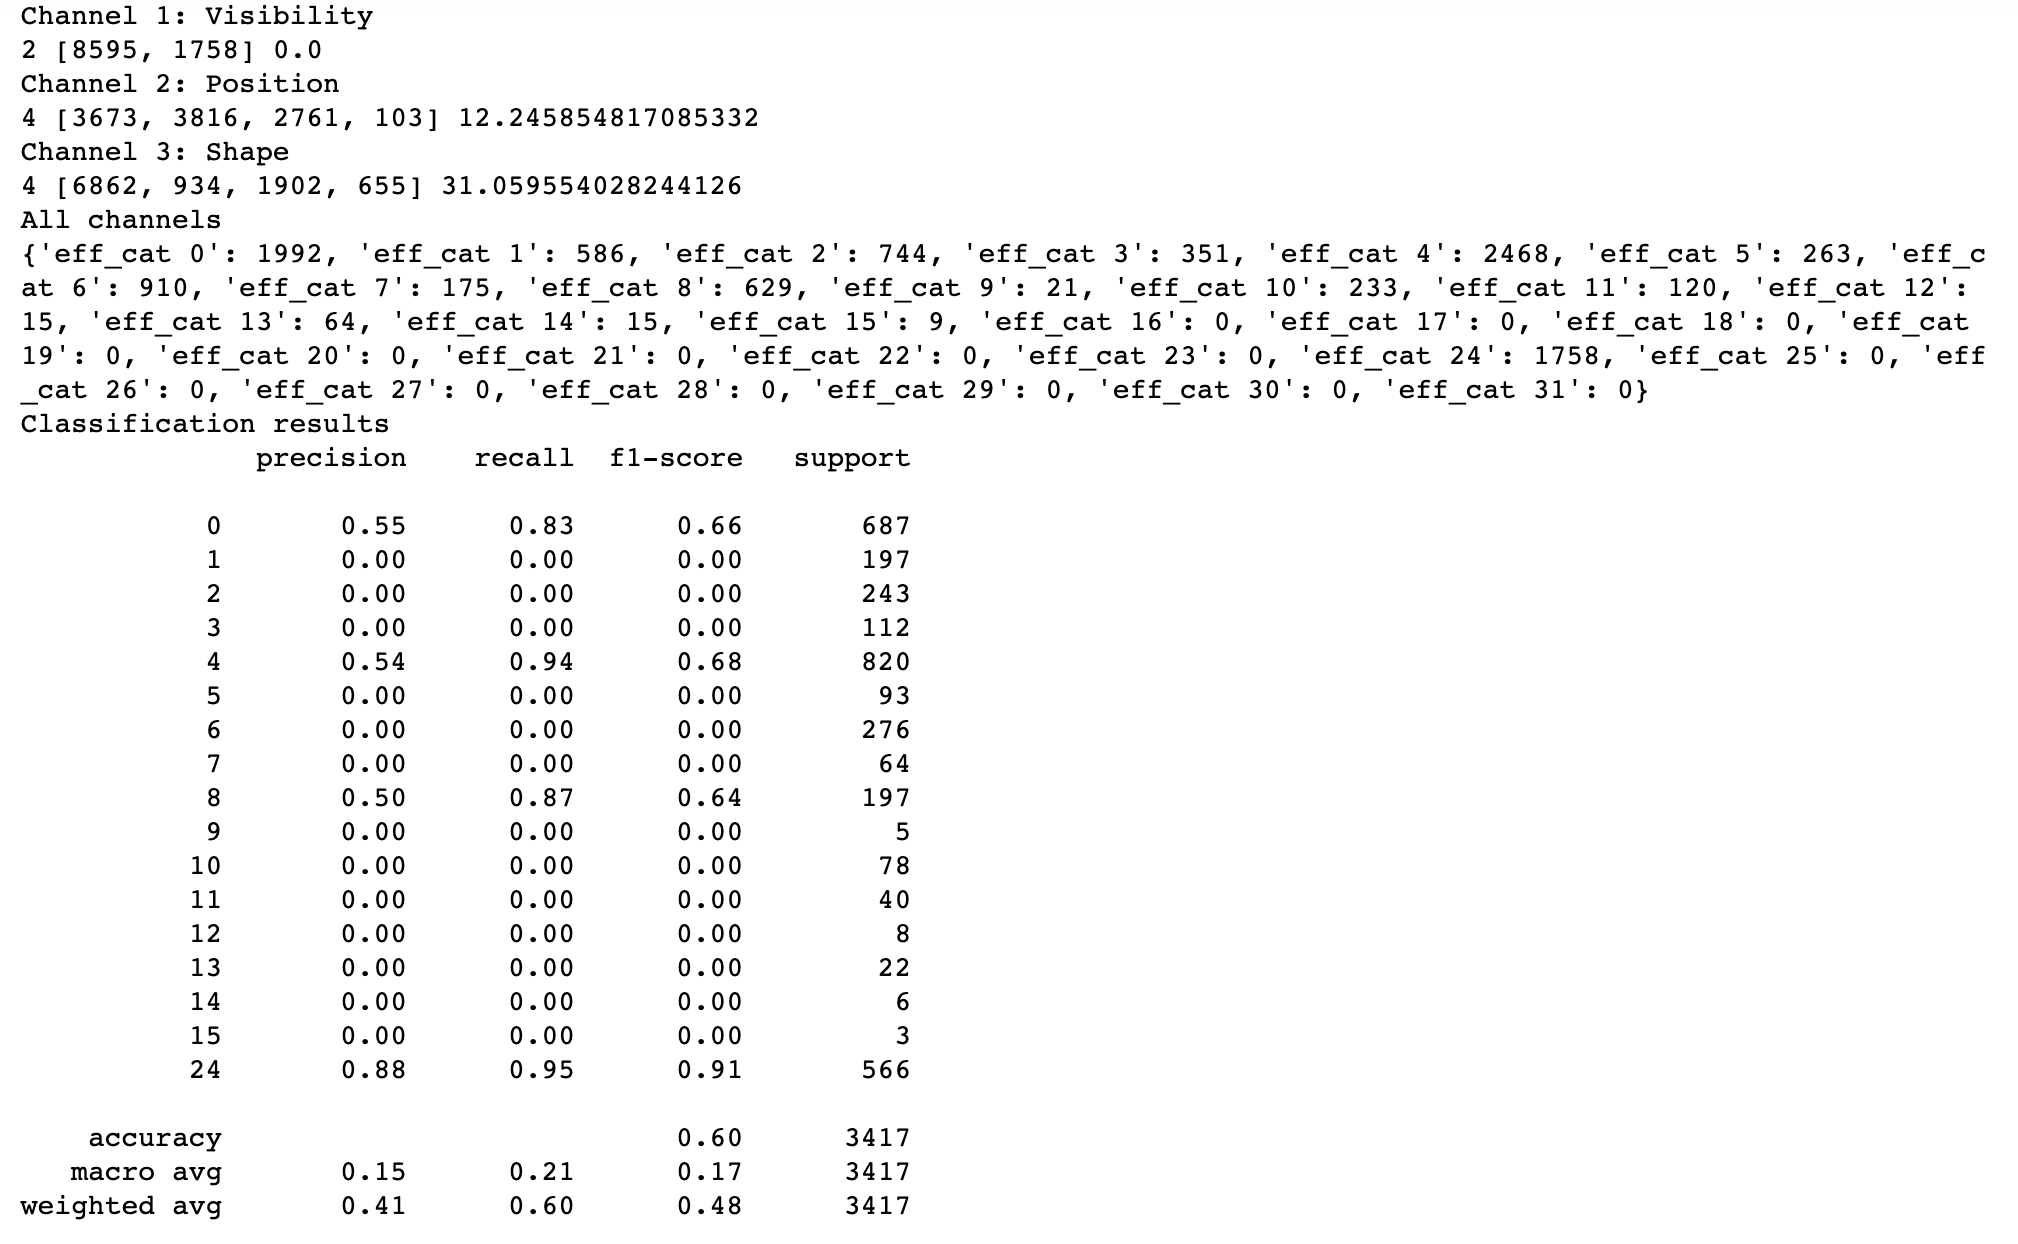 Channel 1: Visibility
2 [8595, 1758] 0.0
Channel 2: Position
4 [3673, 3816, 2761, 103] 12.245854817085332
Channel 3: Shape
4 [6862, 934, 1902, 655] 31.059554028244126
All channels
{'eff_cat 0': 1992, 'eff_cat 1': 586, 'eff_cat 2': 744, 'eff_cat 3': 351, 'eff_cat 4': 2468, 'eff_cat 5': 263, 'eff_c
at 6': 910, 'eff_cat 7': 175, 'eff_cat 8': 629, 'eff_cat 9': 21, 'eff_cat 10': 233, 'eff_cat 11': 120, 'eff_cat 12':
15, 'eff_cat 13': 64, 'eff_cat 14': 15, 'eff_cat 15': 9, 'eff_cat 16': 0, 'eff_cat 17': 0, 'eff_cat 18': 0, 'eff_cat
19': 0, 'eff_cat 20': 0, 'eff_cat 21': 0, 'eff_cat 22': 0, 'eff_cat 23': 0, 'eff_cat 24': 1758, 'eff_cat 25': 0, 'eff
_cat 26': 0, 'eff_cat 27': 0, 'eff_cat 28': 0, 'eff_cat 29': 0, 'eff_cat 30': 0, 'eff_cat 31': 0}
Classification results
precision recall f1-score support
0 0.55 0.83 0.66 687
1 0.00 0.00 0.00 197
2 0.00 0.00 0.00 243
3 0.00 0.00 0.00 112
4 0.54 0.94 0.68 820
5 0.00 0.00 0.00 93
6 0.00 0.00 0.00 276
7 0.00 0.00 0.00 64
8 0.50 0.87 0.64 197
9 0.00 0.00 0.00 5
10 0.00 0.00 0.00 78
11 0.00 0.00 0.00 40
12 0.00 0.00 0.00 8
13 0.00 0.00 0.00 22
14 0.00 0.00 0.00 6
15 0.00 0.00 0.00 3
24 0.88 0.95 0.91 566
accuracy 0.60 3417
macro avg 0.15 0.21 0.17 3417
weighted avg 0.41 0.60 0.48 3417